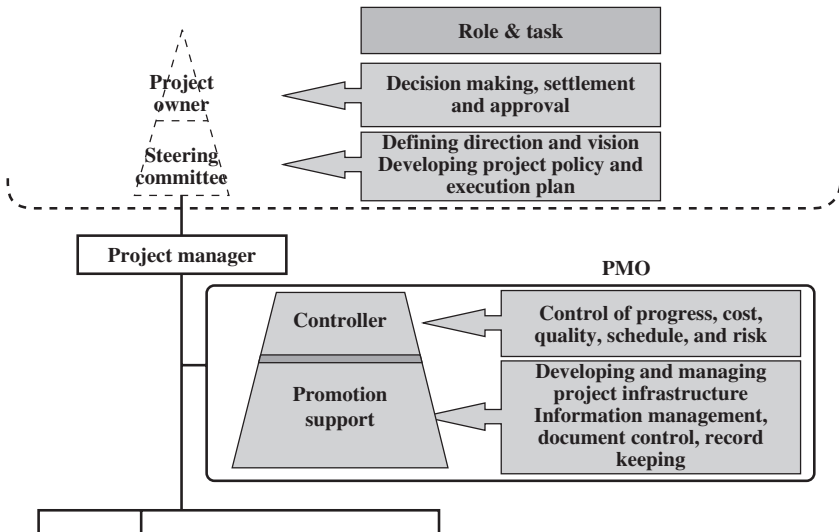 Role & task
Project
owner
Decision making, settlement
and approval
Steering
committee
Defining direction and vision
Developing project policy and
execution plan
Project manager
PMO
Controller
Control of progress, cost,
quality, schedule, and risk
Promotion
support
Developing and managing
project infrastructure
Information management,
document control, record
keeping